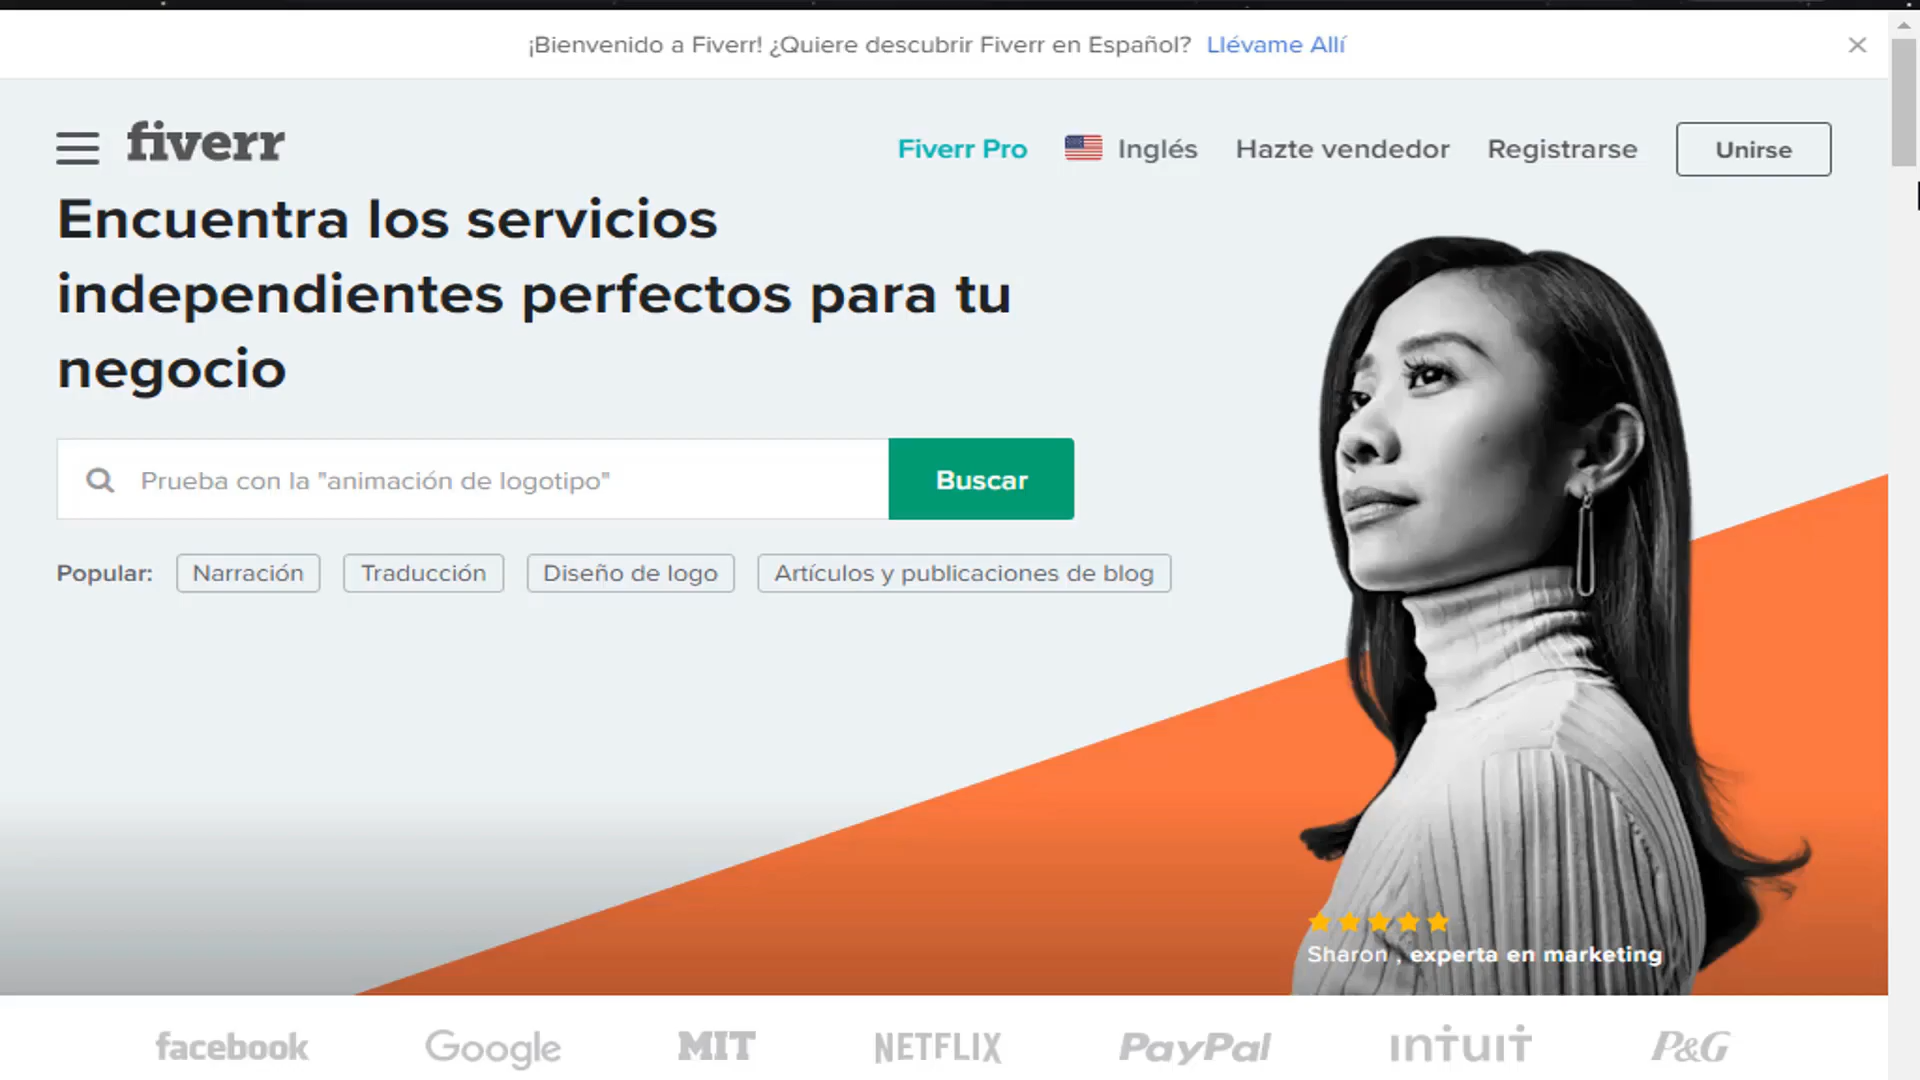 ¡Bienvenido a Fiverr! ¿Quiere descubrir Fiverr en Español? Llévame Allí
fiverr
Fiverr Pro Inglés Hazte vendedor Registrarse Unirse
Encuentra los servicios
independientes perfectos para tu
negocio
Prueba con la "animación de logotipo" Buscar
Popular: Narración Traducción Diseño de logo Artículos y publicaciones de blog
Sharon , experta en marketing
facebook Google MIT NETFLIX PayPal intuit P&G